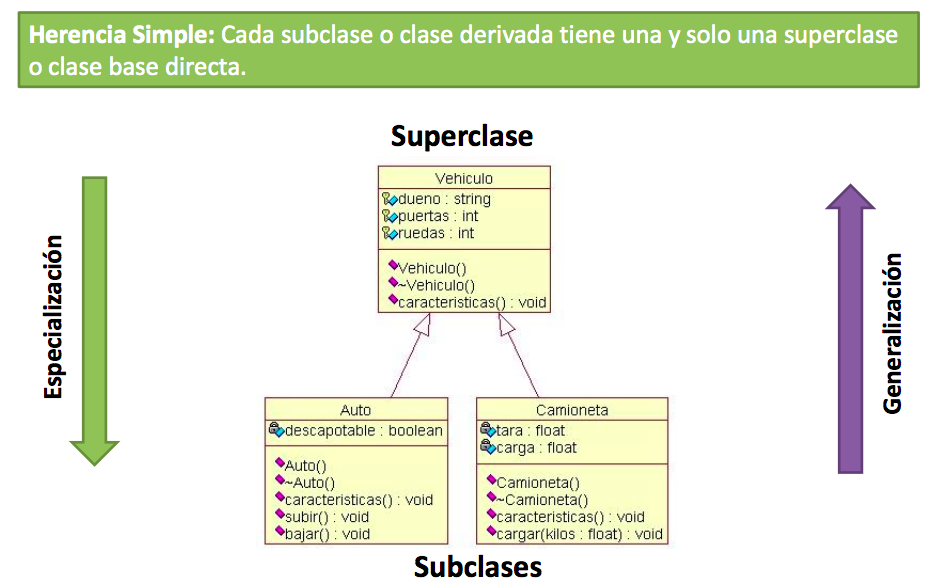 Herencia Simple: Cada subclase o clase derivada tiene una y solo una superclase
o clase base directa.
Superclase
Especialización
Generalización
Vehiculo
dueno : string
puertas : int
ruedas : int
Vehiculo()
~Vehiculo()
caracteristicas() : void
Auto
descapotable : boolean
Auto()
~Auto()
caracteristicas() : void
subir() : void
bajar() : void
Camioneta
tara : float
carga : float
Camioneta()
~Camioneta()
caracteristicas() : void
cargar(kilos : float) : void
Subclases